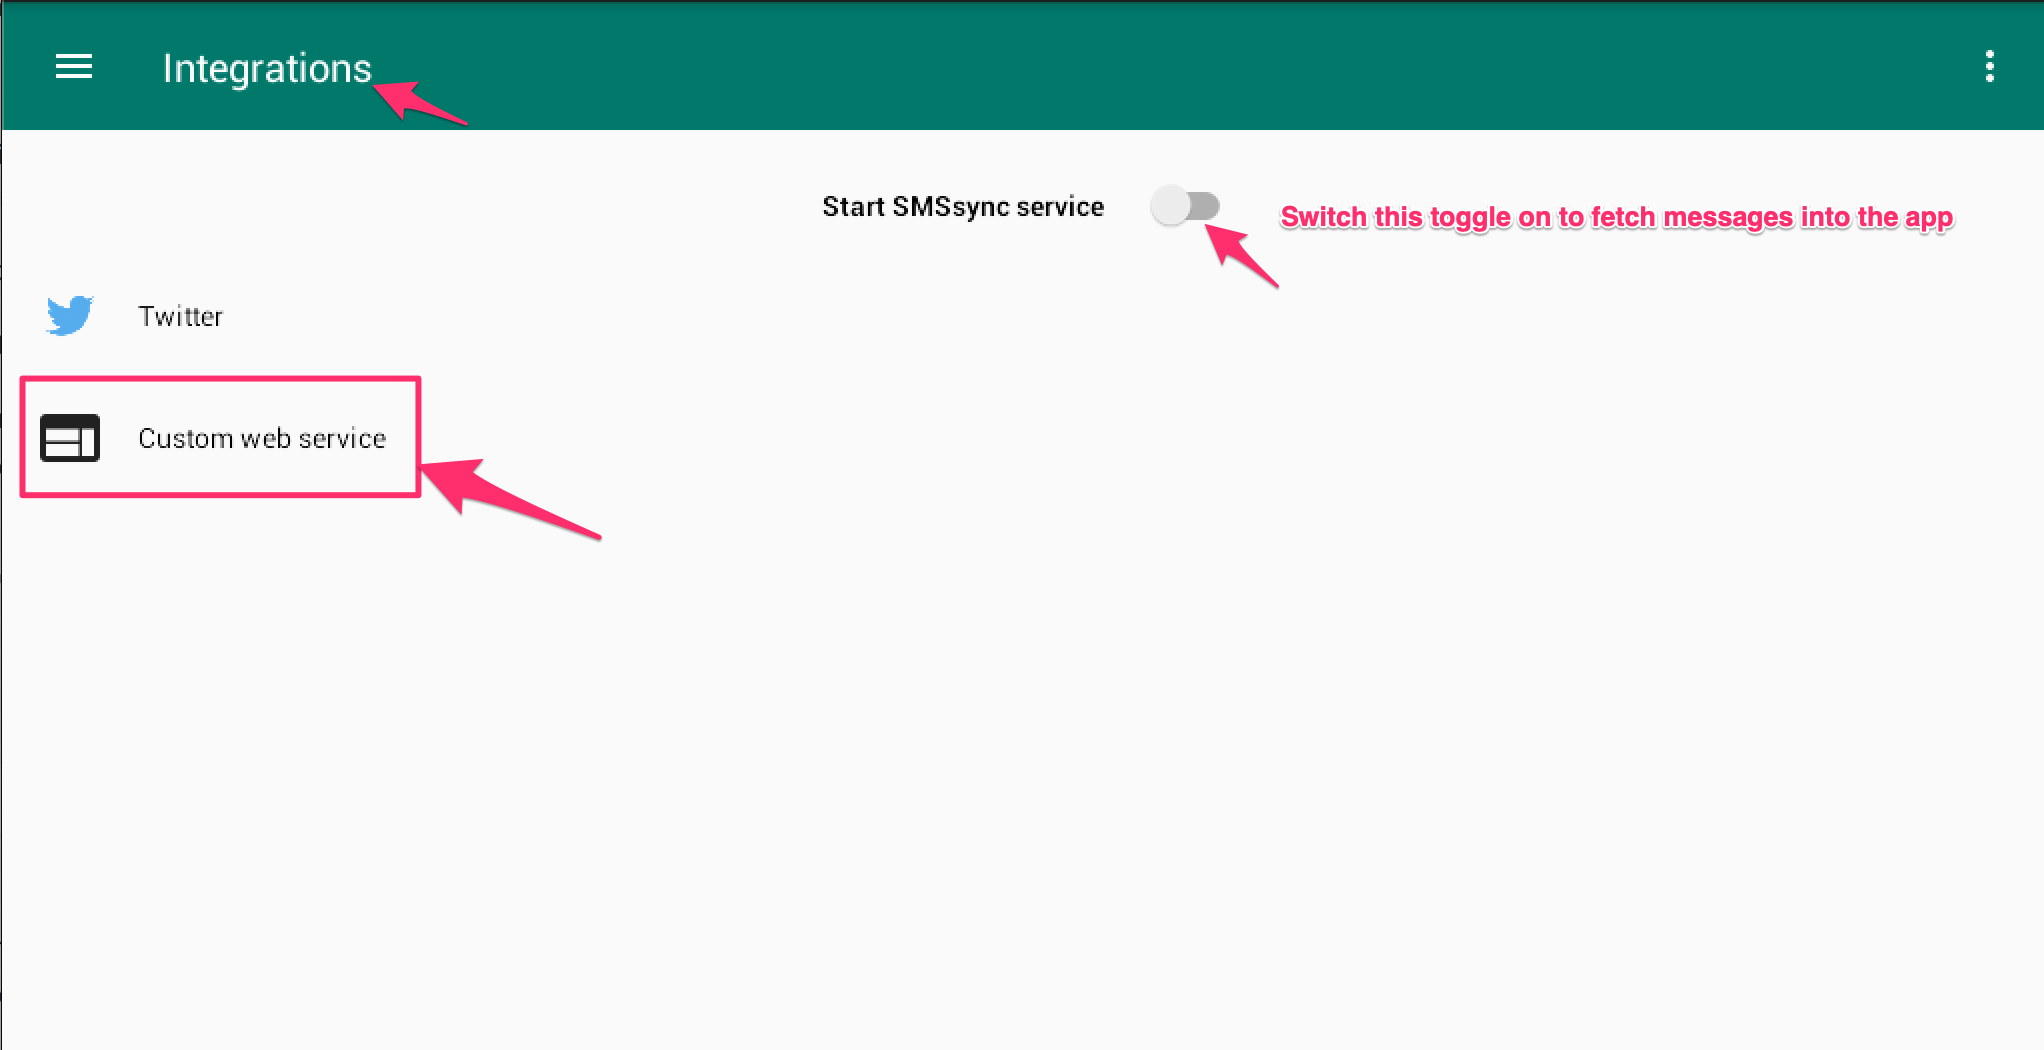 Integrations
Start SMSsync service
Switch this toggle on to fetch messages into the app
Twitter
Custom web service